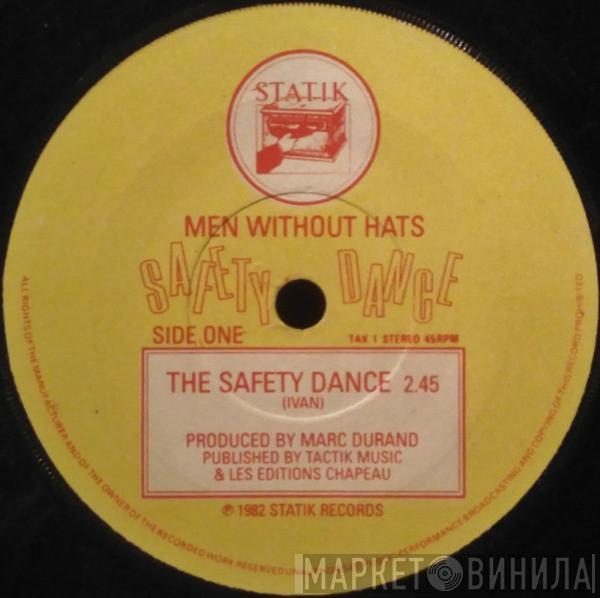 STATIK
MEN WITHOUT HATS
SAFETY DANCE
SIDE ONE
TAK 1 STEREO 45RPM
THE SAFETY DANCE 2.45
(IVAN)
PRODUCED BY MARC DURAND
PUBLISHED BY TACTIK MUSIC
& LES EDITIONS CHAPEAU
℗ 1982 STATIK RECORDS
ALL RIGHTS OF THE MANUFACTURER AND OF THE OWNER OF THE RECORDED WORK RESERVED PERFORMANCE BROADCASTING AND COPYING OF THIS RECORD PROHIBITED
МАРКЕТ ВИНИЛА